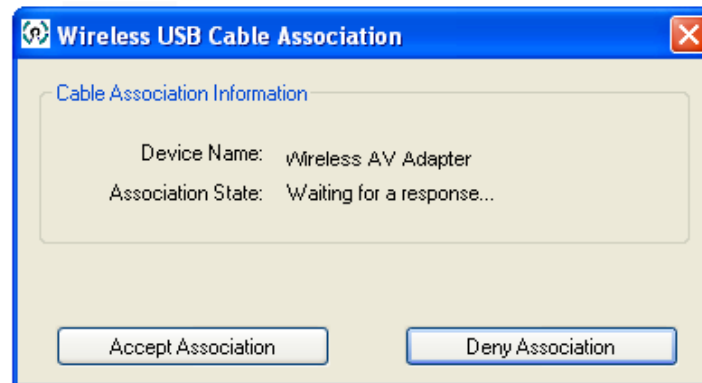 Wireless USB Cable Association
Cable Association Information
Device Name: Wireless AV Adapter
Association State: Waiting for a response...
Accept Association Deny Association